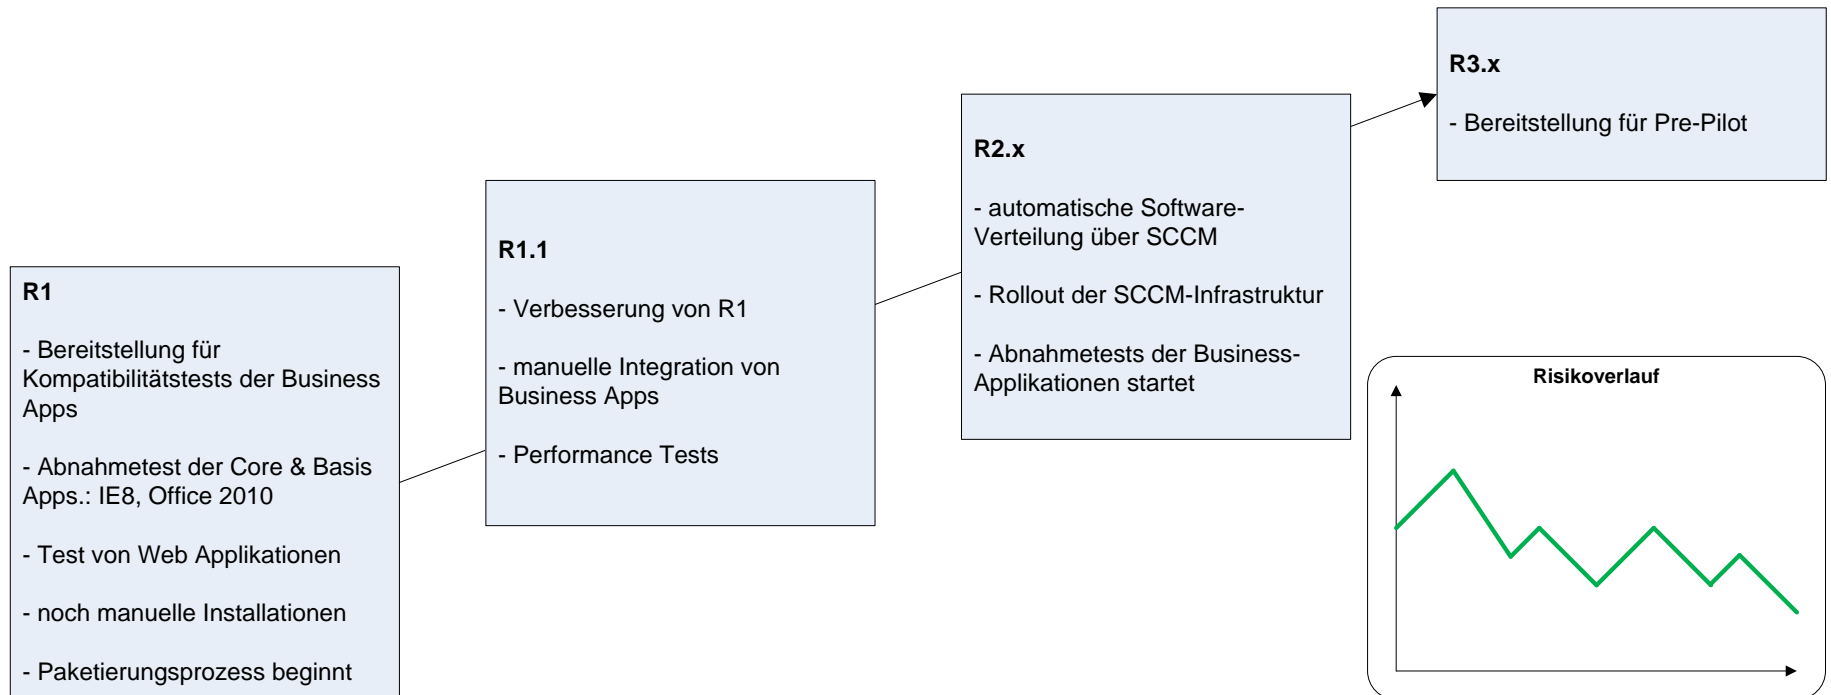 R1
- Bereitstellung für
Kompatibilitätstests der Business
Apps
- Abnahmetest der Core & Basis
Apps.: IE8, Office 2010
- Test von Web Applikationen
- noch manuelle Installationen
- Paketierungsprozess beginnt
R1.1
- Verbesserung von R1
- manuelle Integration von
Business Apps
- Performance Tests
R2.x
- automatische Software-
Verteilung über SCCM
- Rollout der SCCM-Infrastruktur
- Abnahmetests der Business-
Applikationen startet
R3.x
- Bereitstellung für Pre-Pilot
Risikoverlauf